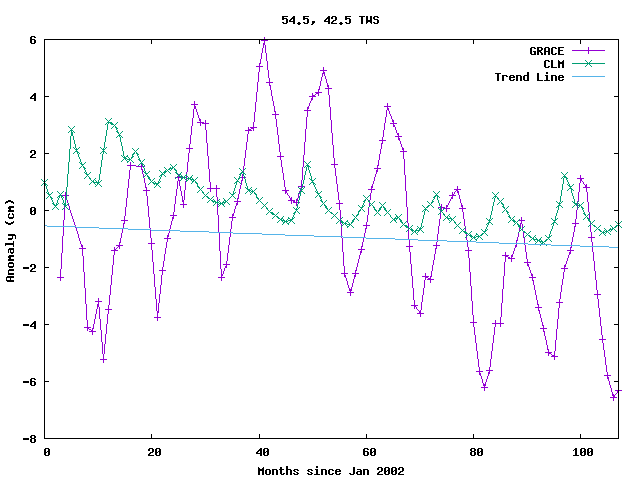 54.5, 42.5 TWS
GRACE
CLM
Trend Line
6
4
2
0
-2
-4
-6
-8
Anomaly (cm)
0 20 40 60 80 100
Months since Jan 2002